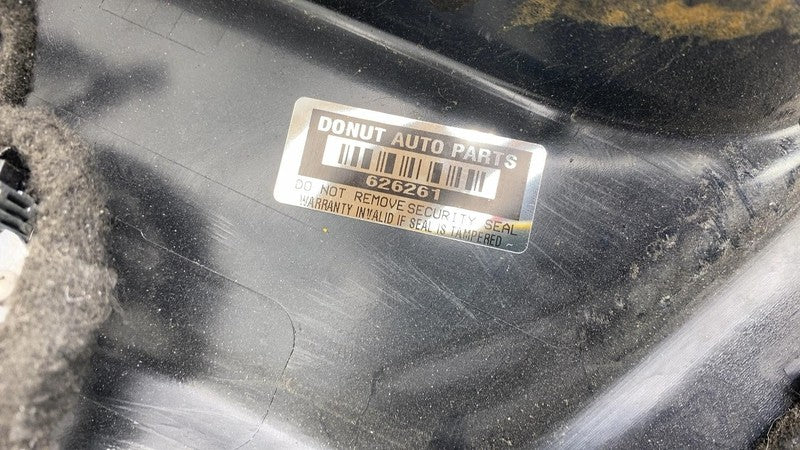 DONUT AUTO PARTS
626261
DO NOT REMOVE SECURITY SEAL
WARRANTY INVALID IF SEAL IS TAMPERED